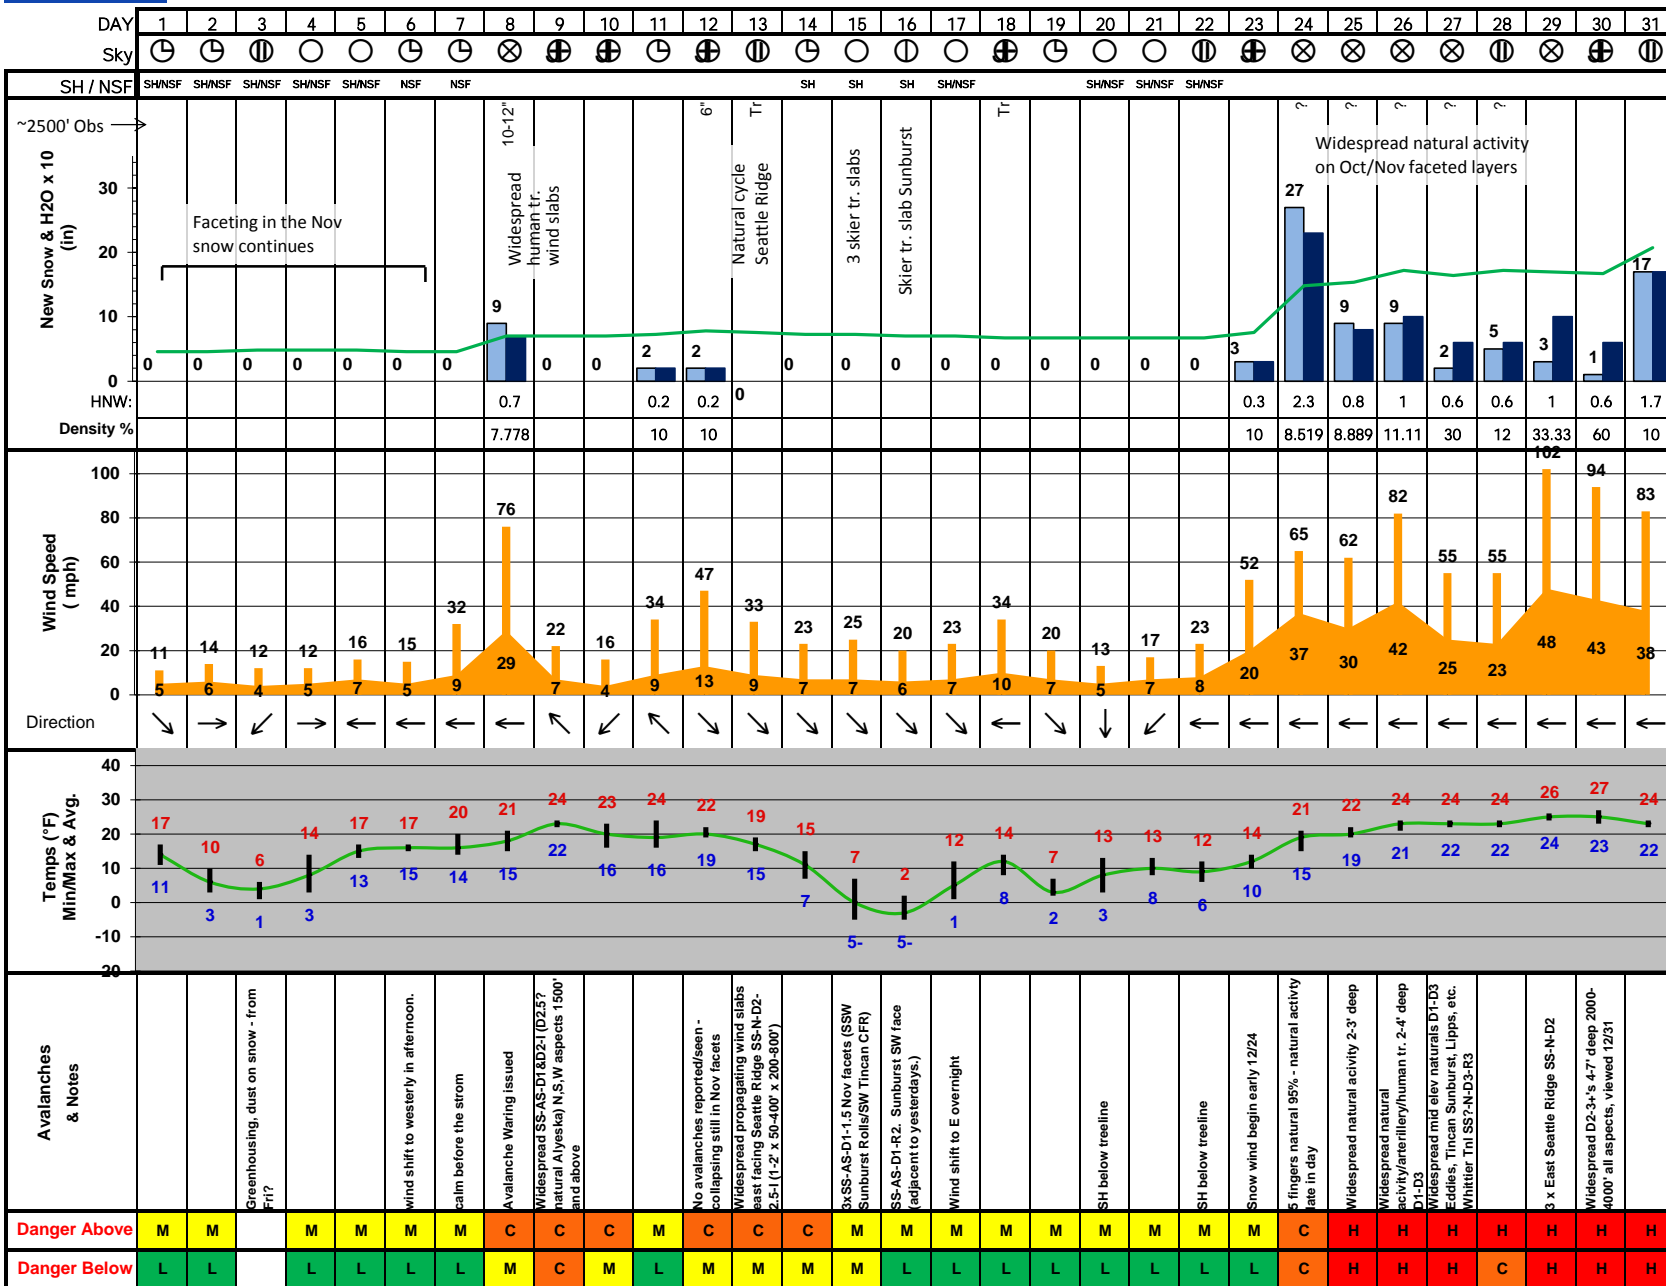 DAY 1 2 3 4 5 6 7 8 9 10 11 12 13 14 15 16 17 18 19 20 21 22 23 24 25 26 27 28 29 30 31
Sky
SH / NSF SH/NSF SH/NSF SH/NSF SH/NSF SH/NSF NSF NSF SH SH SH SH/NSF SH/NSF SH/NSF SH/NSF
~2500' Obs
10-12" 6" Tr Tr ? ? ? ? ?
New Snow & H2O x 10
(in)
30
20
10
0
Faceting in the Nov
snow continues
Widespread
human tr.
wind slabs
Natural cycle
Seattle Ridge
3 skier tr. slabs
Skier tr. slab Sunburst
Widespread natural activity
on Oct/Nov faceted layers
0 0 0 0 0 0 0 9 0 0 2 2 0 0 0 0 0 0 0 0 0 0 3 27 9 9 2 5 3 1 17
HNW: 0.7 0.2 0.2 0.3 2.3 0.8 1 0.6 0.6 1 0.6 1.7
Density % 7.778 10 10 10 8.519 8.889 11.11 30 12 33.33 60 10
Wind Speed
( mph)
100
80
60
40
20
0
11 14 12 12 16 15 32 76 22 16 34 47 33 23 25 20 23 34 20 13 17 23 52 65 62 82 55 55 102 94 83
5 6 4 5 7 5 9 29 7 4 9 13 9 7 7 6 7 10 7 5 7 8 20 37 30 42 25 23 48 43 38
Direction
Temps (°F)
Min/Max & Avg.
40
30
20
10
0
-10
-20
17 10 6 14 17 17 20 21 24 23 24 22 19 15 7 2 12 14 7 13 13 12 14 21 22 24 24 24 26 27 24
11 3 1 3 13 15 14 15 22 16 16 19 15 7 5- 5- 1 8 2 3 8 6 10 15 19 21 22 22 24 23 22
Avalanches
& Notes
Greenhousing, dust on snow - from
Fri?
wind shift to westerly in afternoon.
calm before the strom
Avalanche Waring issued
Widespread SS-AS-D1&D2-I (D2.5?
natural Alyeska) N,S,W aspects 1500'
and above
No avalanches reported/seen -
collapsing still in Nov facets
Widespread propagating wind slabs
east facing Seattle Ridge SS-N-D2-
2.5-I (1-2' x 50-400' x 200-800')
3xSS-AS-D1-1.5 Nov facets (SSW
Sunburst Rolls/SW Tincan CFR)
SS-AS-D1-R2. Sunburst SW face
(adjacent to yesterdays.)
Wind shift to E overnight
SH below treeline
SH below treeline
Snow wind begin early 12/24
5 fingers natural 95% - natural activty
late in day
Widespread natural acivity 2-3' deep
Widespread natural
acivity/arterillery/human tr. 2-4' deep
D1-D3
Widespread mid elev naturals D1-D3
Eddies, Tincan Sunburst, Lipps, etc.
Whittier Tnl SS?-N-D3-R3
3 x East Seattle Ridge SS-N-D2
Widespread D2-3+'s 4-7' deep 2000-
4000' all aspects, viewed 12/31
Danger Above M M M M M M C C C M C C C M M M M M M M M M C H H H H H H H
Danger Below L L L L L L M C M L M M M M L L L L L L L L C H H H C H H H